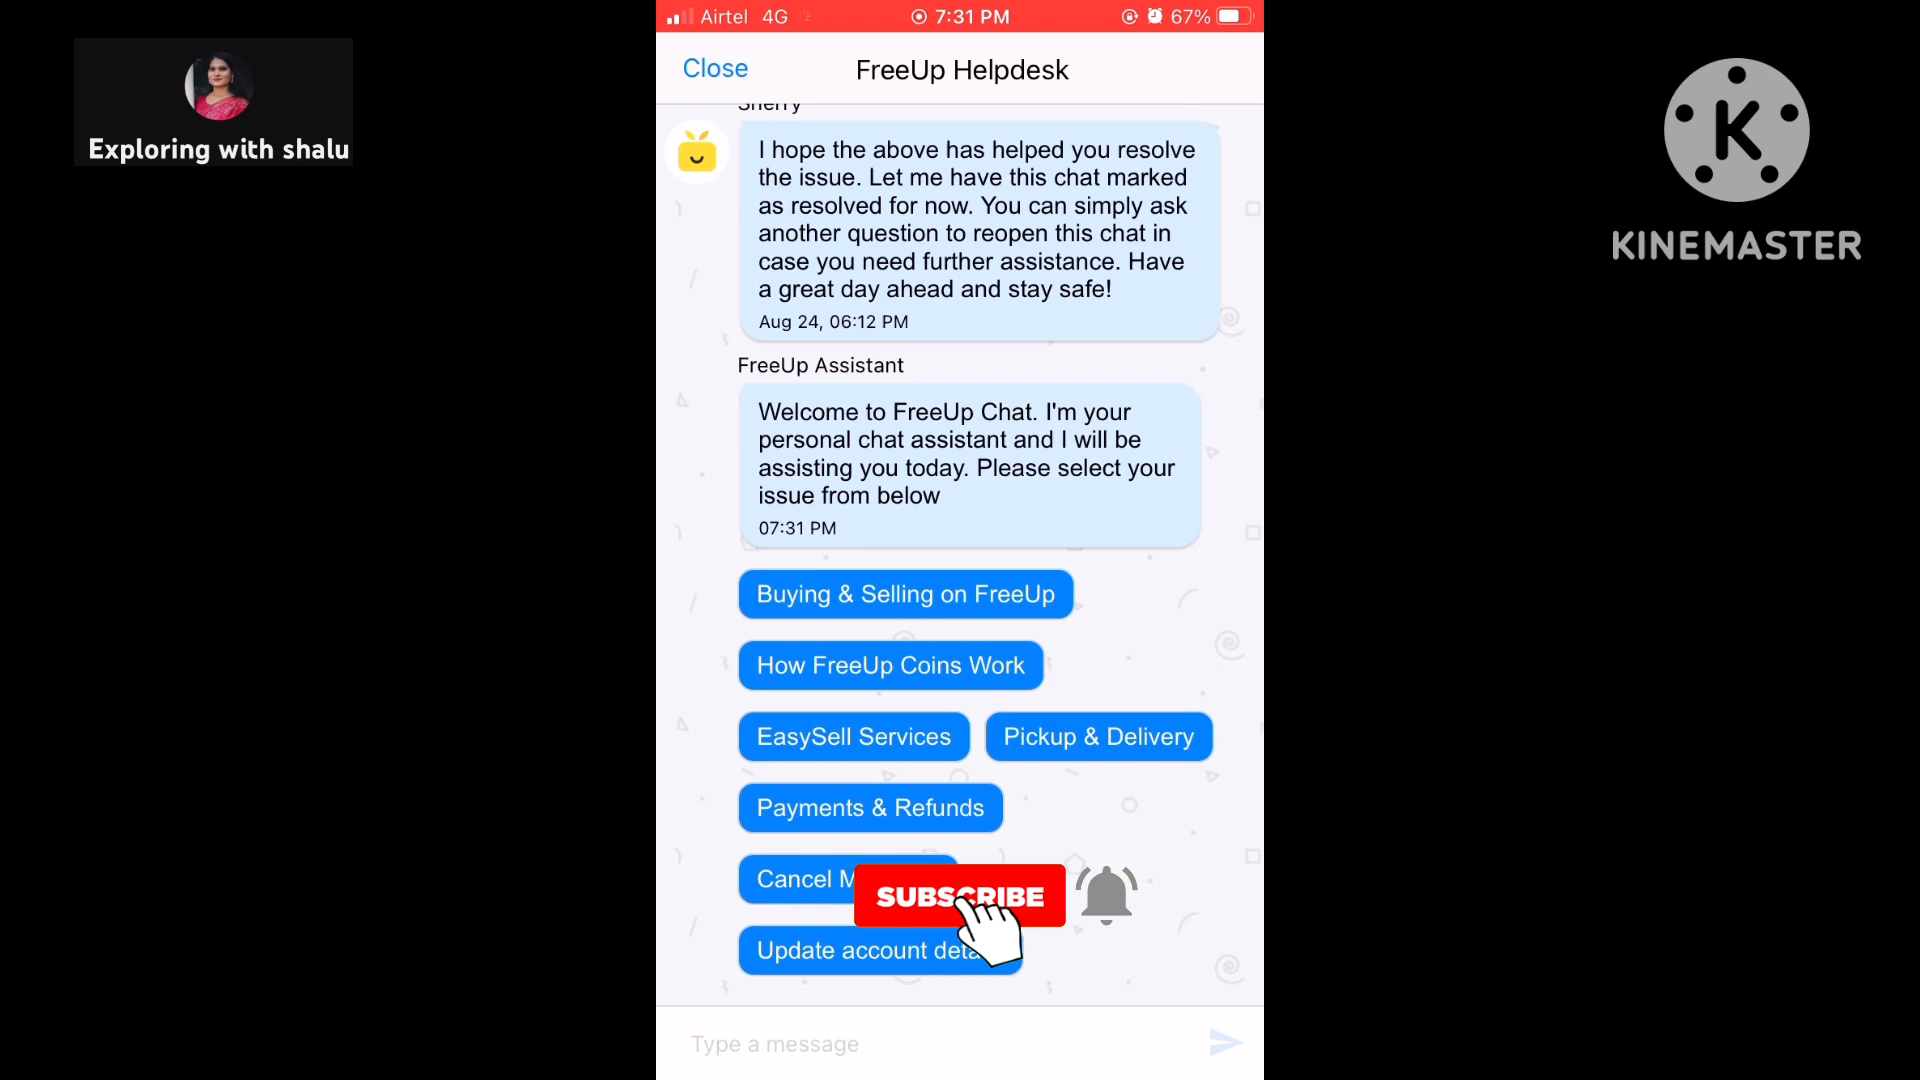 Airtel 4G
7:31 PM
67%
Exploring with shalu
KINEMASTER
Close
FreeUp Helpdesk
Sherry
I hope the above has helped you resolve
the issue. Let me have this chat marked
as resolved for now. You can simply ask
another question to reopen this chat in
case you need further assistance. Have
a great day ahead and stay safe!
Aug 24, 06:12 PM
FreeUp Assistant
Welcome to FreeUp Chat. I'm your
personal chat assistant and I will be
assisting you today. Please select your
issue from below
07:31 PM
Buying & Selling on FreeUp
How FreeUp Coins Work
EasySell Services
Pickup & Delivery
Payments & Refunds
Cancel
SUBSCRIBE
Update account
Type a message